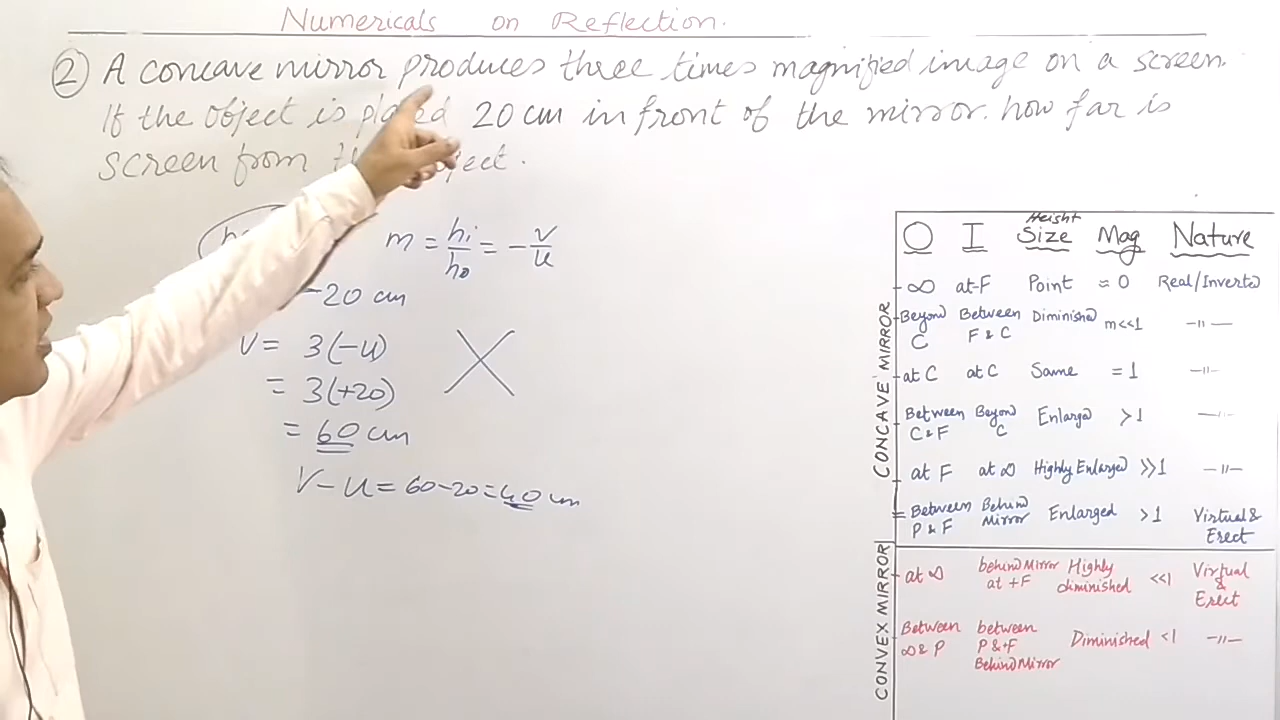 Numericals on Reflection.
② A concave mirror produces three times magnified image on a screen.
If the object is placed 20 cm in front of the mirror. how far is
screen from
m = hi/ho = -v/u
-20 cm
V = 3(-u)
= 3(+20)
= 60 cm
V-u = 60-20 = 40 cm
O I Height Size Mag Nature
CONCAVE MIRROR
∞ at-F Point ≈ 0 Real/Inverted
Beyond C Between F & C Diminished m<<1 -〃-
at C at C Same = 1 -〃-
Between C & F Beyond C Enlarged >1 -〃-
at F at ∞ Highly Enlarged >>1 -〃-
= Between P & F Behind Mirror Enlarged >1 Virtual & Erect
CONVEX MIRROR
at ∞ behind Mirror at +F Highly diminished <<1 Virtual & Erect
Between ∞ & P between P & +F Behind Mirror Diminished <1 -〃-